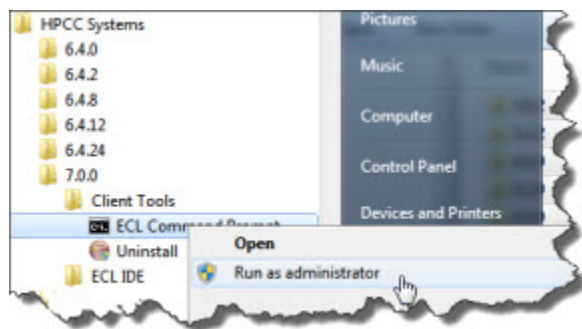 HPCC Systems
6.4.0
6.4.2
6.4.8
6.4.12
6.4.24
7.0.0
Client Tools
ECL Command Prompt
Uninstall
ECL IDE
Pictures
Music
Computer
Control Panel
Devices and Printers
Open
Run as administrator